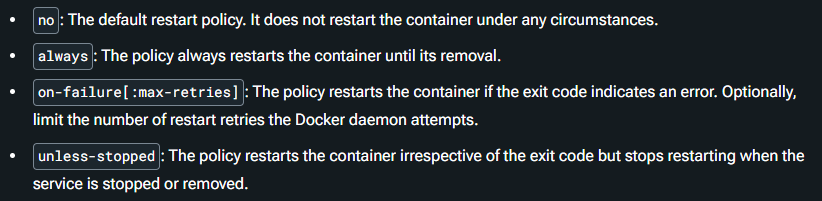 • no: The default restart policy. It does not restart the container under any circumstances.
• always: The policy always restarts the container until its removal.
• on-failure[:max-retries]: The policy restarts the container if the exit code indicates an error. Optionally,
limit the number of restart retries the Docker daemon attempts.
• unless-stopped: The policy restarts the container irrespective of the exit code but stops restarting when the
service is stopped or removed.